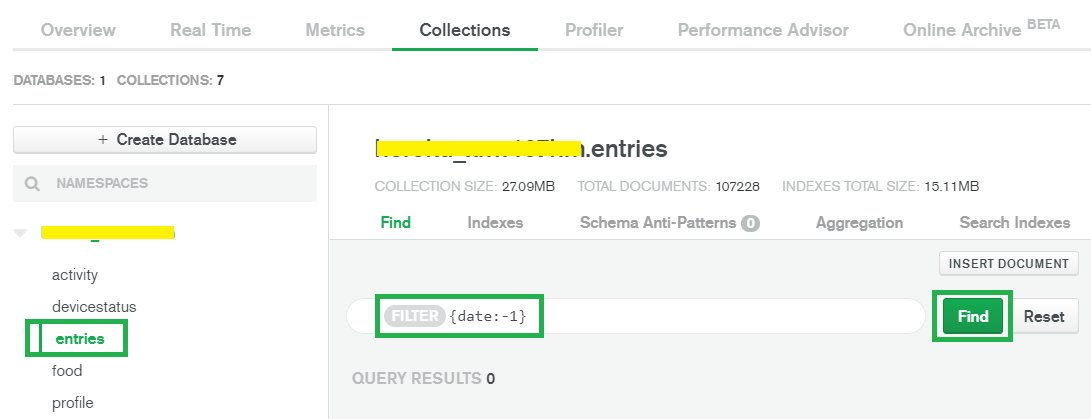 Overview Real Time Metrics Collections Profiler Performance Advisor Online Archive BETA
DATABASES: 1 COLLECTIONS: 7
+ Create Database
NAMESPACES
.entries
COLLECTION SIZE: 27.09MB TOTAL DOCUMENTS: 107228 INDEXES TOTAL SIZE: 15.11MB
Find Indexes Schema Anti-Patterns 0 Aggregation Search Indexes
INSERT DOCUMENT
activity
devicestatus
entries
food
profile
FILTER {date:-1}
Find Reset
QUERY RESULTS 0